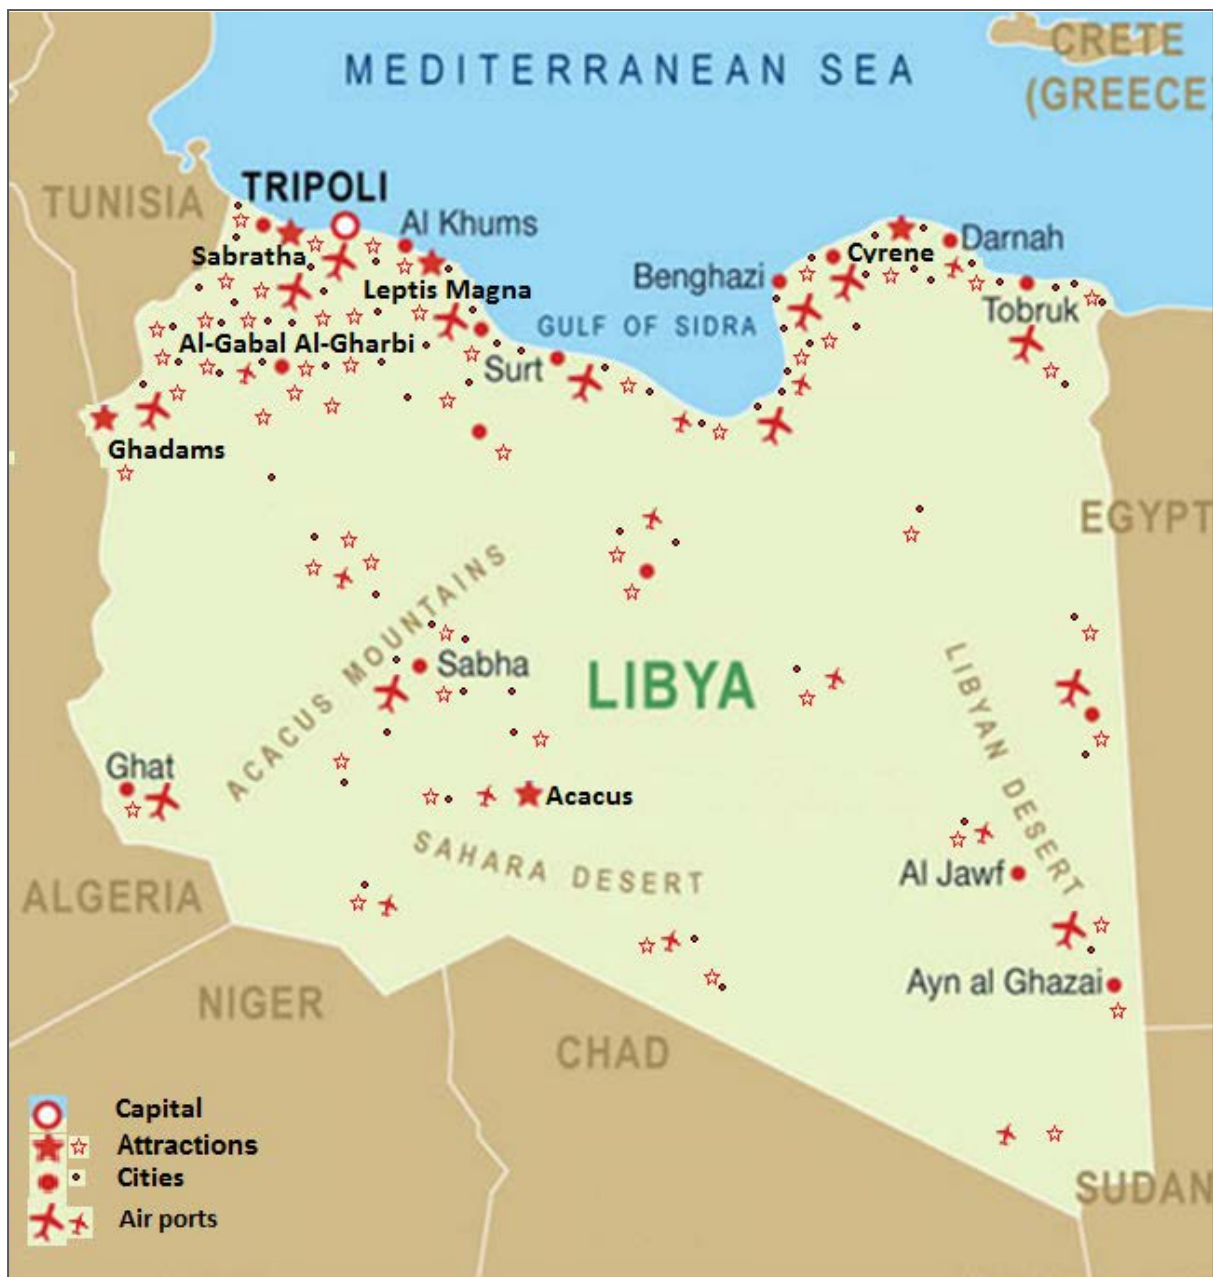 CRETE
(GREECE)
MEDITERRANEAN SEA
TUNISIA
TRIPOLI
Al Khums
Sabratha
Cyrene
Darnah
Benghazi
Leptis Magna
Tobruk
GULF OF SIDRA
Al-Gabal Al-Gharbi
Surt
Ghadams
EGYPT
ACACUS MOUNTAINS
Sabha
LIBYA
LIBYAN DESERT
Ghat
Acacus
SAHARA DESERT
Al Jawf
ALGERIA
Ayn al Ghazai
NIGER
CHAD
SUDAN
Capital
Attractions
Cities
Air ports